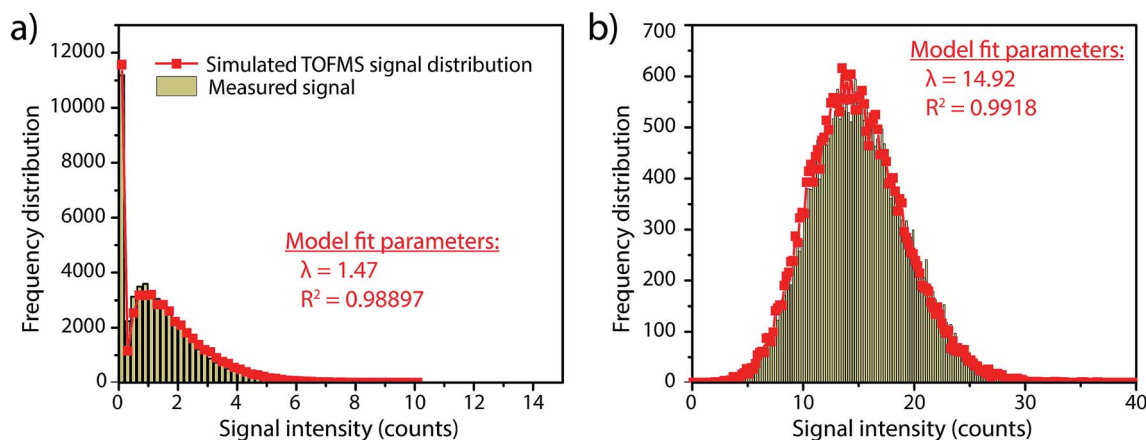 a)
Frequency distribution
12000
10000
8000
6000
4000
2000
0
Simulated TOFMS signal distribution
Measured signal
Model fit parameters:
λ = 1.47
R² = 0.98897
0 2 4 6 8 10 12 14
Signal intensity (counts)
b)
Frequency distribution
700
600
500
400
300
200
100
0
Model fit parameters:
λ = 14.92
R² = 0.9918
0 10 20 30 40
Signal intensity (counts)